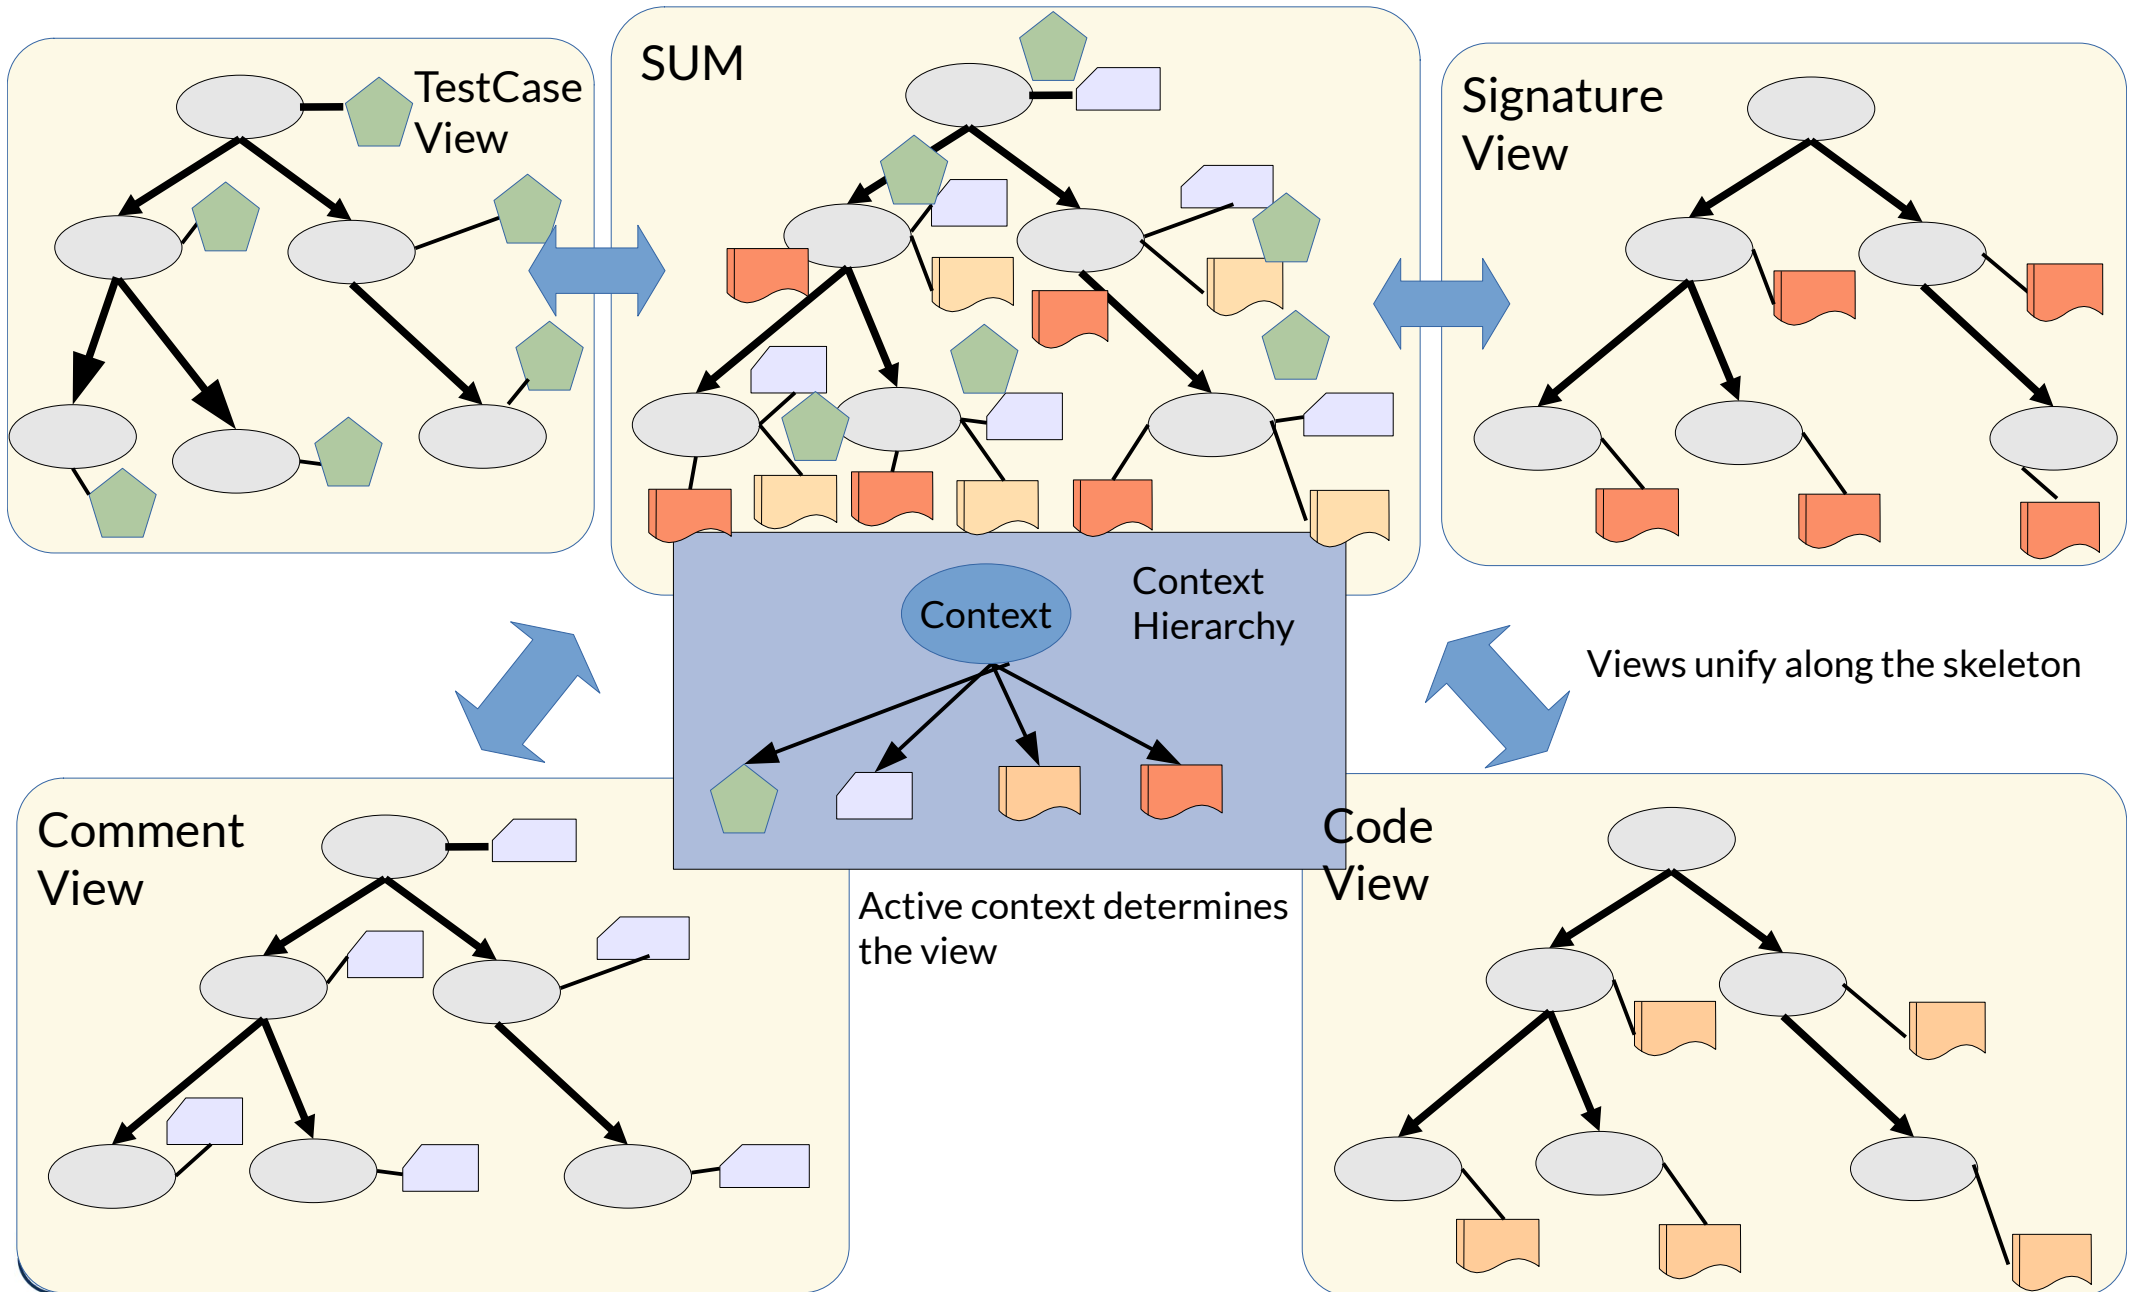 TestCase
View
SUM
Signature
View
Context
Context
Hierarchy
Views unify along the skeleton
Comment
View
Active context determines
the view
Code
View